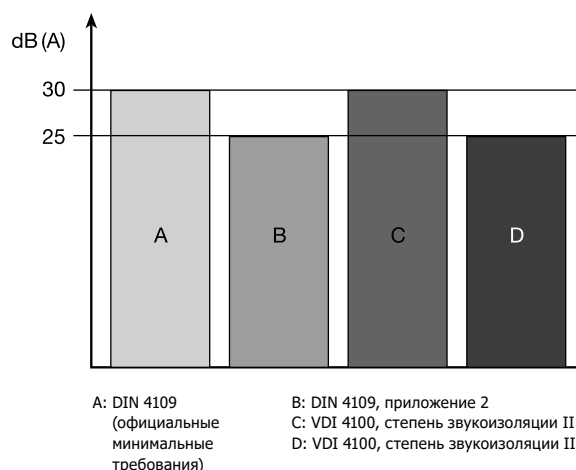 dB (A)
30
25
A
B
C
D
A: DIN 4109
(официальные
минимальные
требования)
B: DIN 4109, приложение 2
C: VDI 4100, степень звукоизоляции II
D: VDI 4100, степень звукоизоляции II